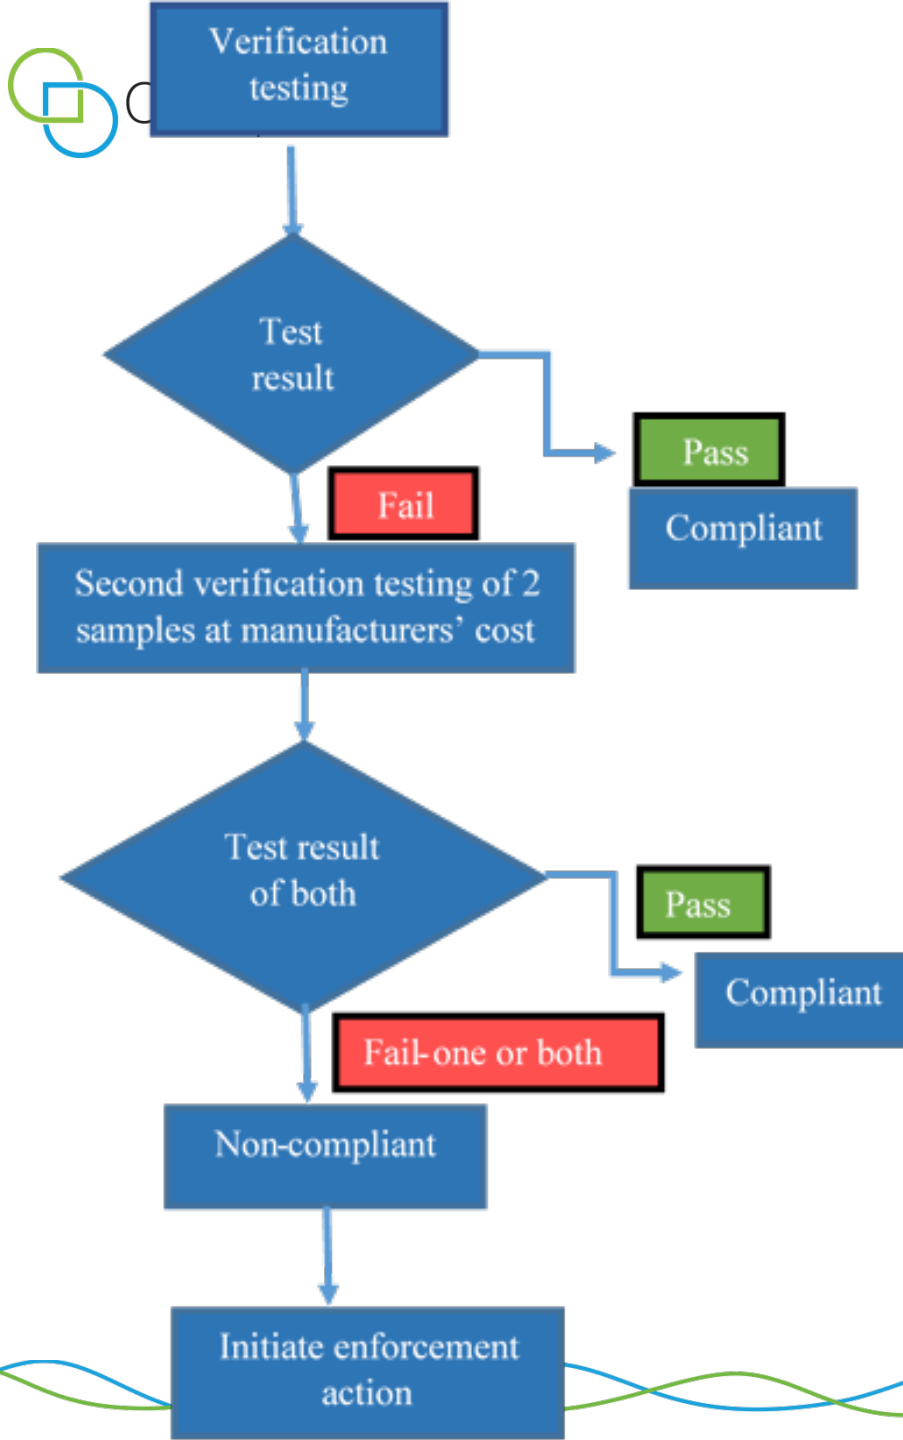 Verification
testing
Test
result
Pass
Fail
Compliant
Second verification testing of 2
samples at manufacturers’ cost
Test result
of both
Pass
Compliant
Fail-one or both
Non-compliant
Initiate enforcement
action